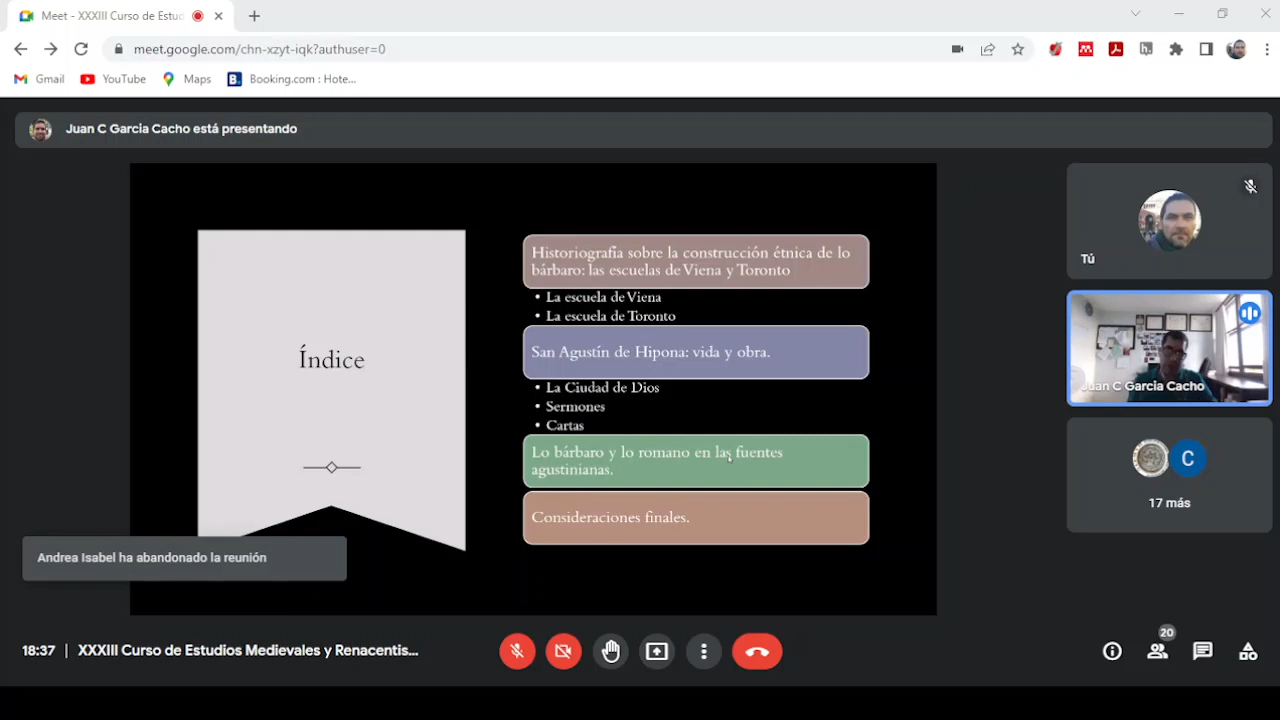 Meet - XXXIII Curso de Estud
meet.google.com/chn-xzyt-iqk?authuser=0
Gmail
YouTube
Maps
B.
Booking.com : Hote...
Juan C Garcia Cacho está presentando
Índice
Historiografía sobre la construcción étnica de lo
bárbaro: las escuelas de Viena y Toronto
• La escuela de Viena
• La escuela de Toronto
San Agustín de Hipona: vida y obra.
• La Ciudad de Dios
• Sermones
• Cartas
Lo bárbaro y lo romano en las fuentes
agustinianas.
Consideraciones finales.
Tú
Juan C Garcia Cacho
C
17 más
Andrea Isabel ha abandonado la reunión
18:37 | XXXIII Curso de Estudios Medievales y Renacentis...
20